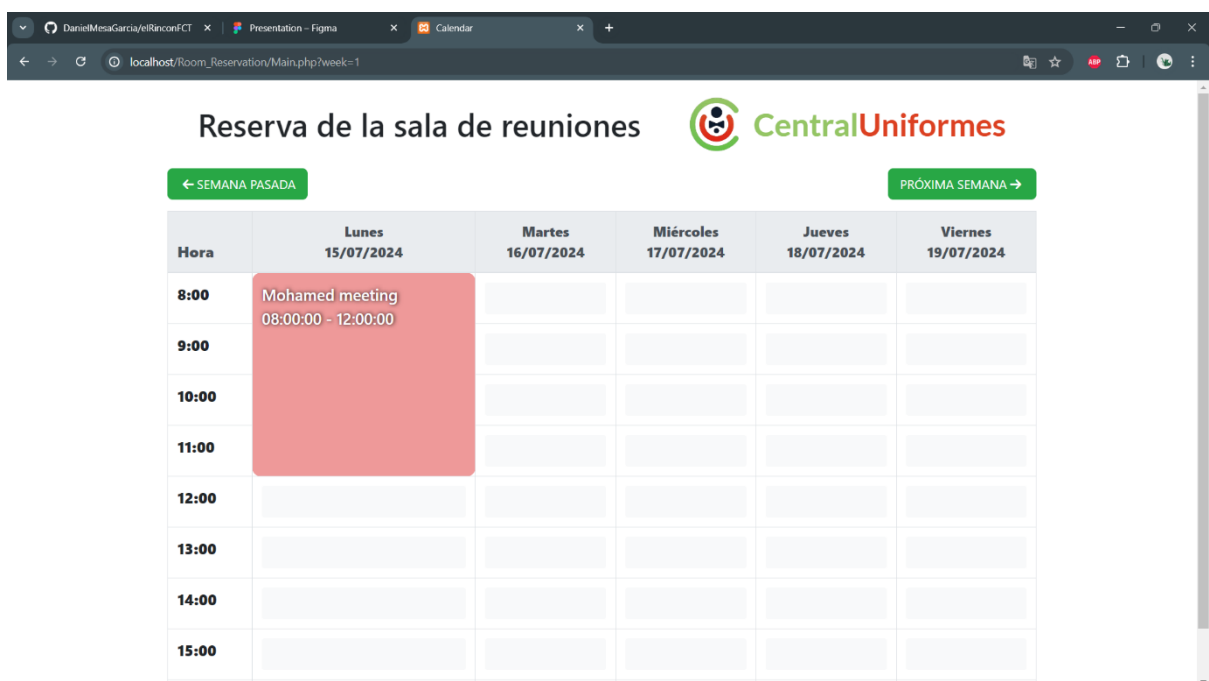 DanielMesaGarcia/elRinconFCT
Presentation – Figma
Calendar
localhost/Room_Reservation/Main.php?week=1
ABP
Reserva de la sala de reuniones
CentralUniformes
← SEMANA PASADA
PRÓXIMA SEMANA →
Hora
Lunes
15/07/2024
Martes
16/07/2024
Miércoles
17/07/2024
Jueves
18/07/2024
Viernes
19/07/2024
8:00
Mohamed meeting
08:00:00 - 12:00:00
9:00
10:00
11:00
12:00
13:00
14:00
15:00